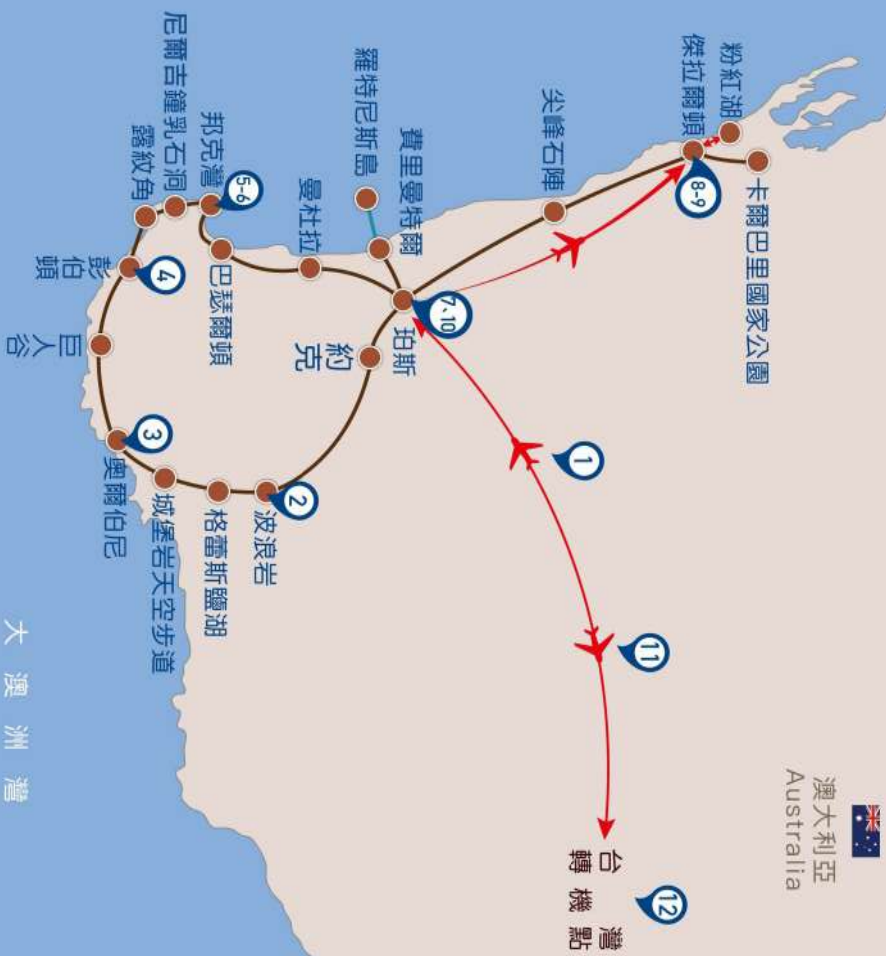 澳大利亞
Australia
粉紅湖
傑拉爾頓
卡爾巴里國家公園
8-9
尖峰石陣
羅特尼斯島
費里曼特爾
珀斯
7、10
曼杜拉
約克
邦克灣
5-6
巴瑟爾頓
尼爾吉鐘乳石洞
露紋角
彭伯頓
4
巨人谷
奧爾伯尼
3
城堡岩天空步道
格蕾斯鹽湖
波浪岩
2
1
11
台灣
轉機點
12
大澳洲灣